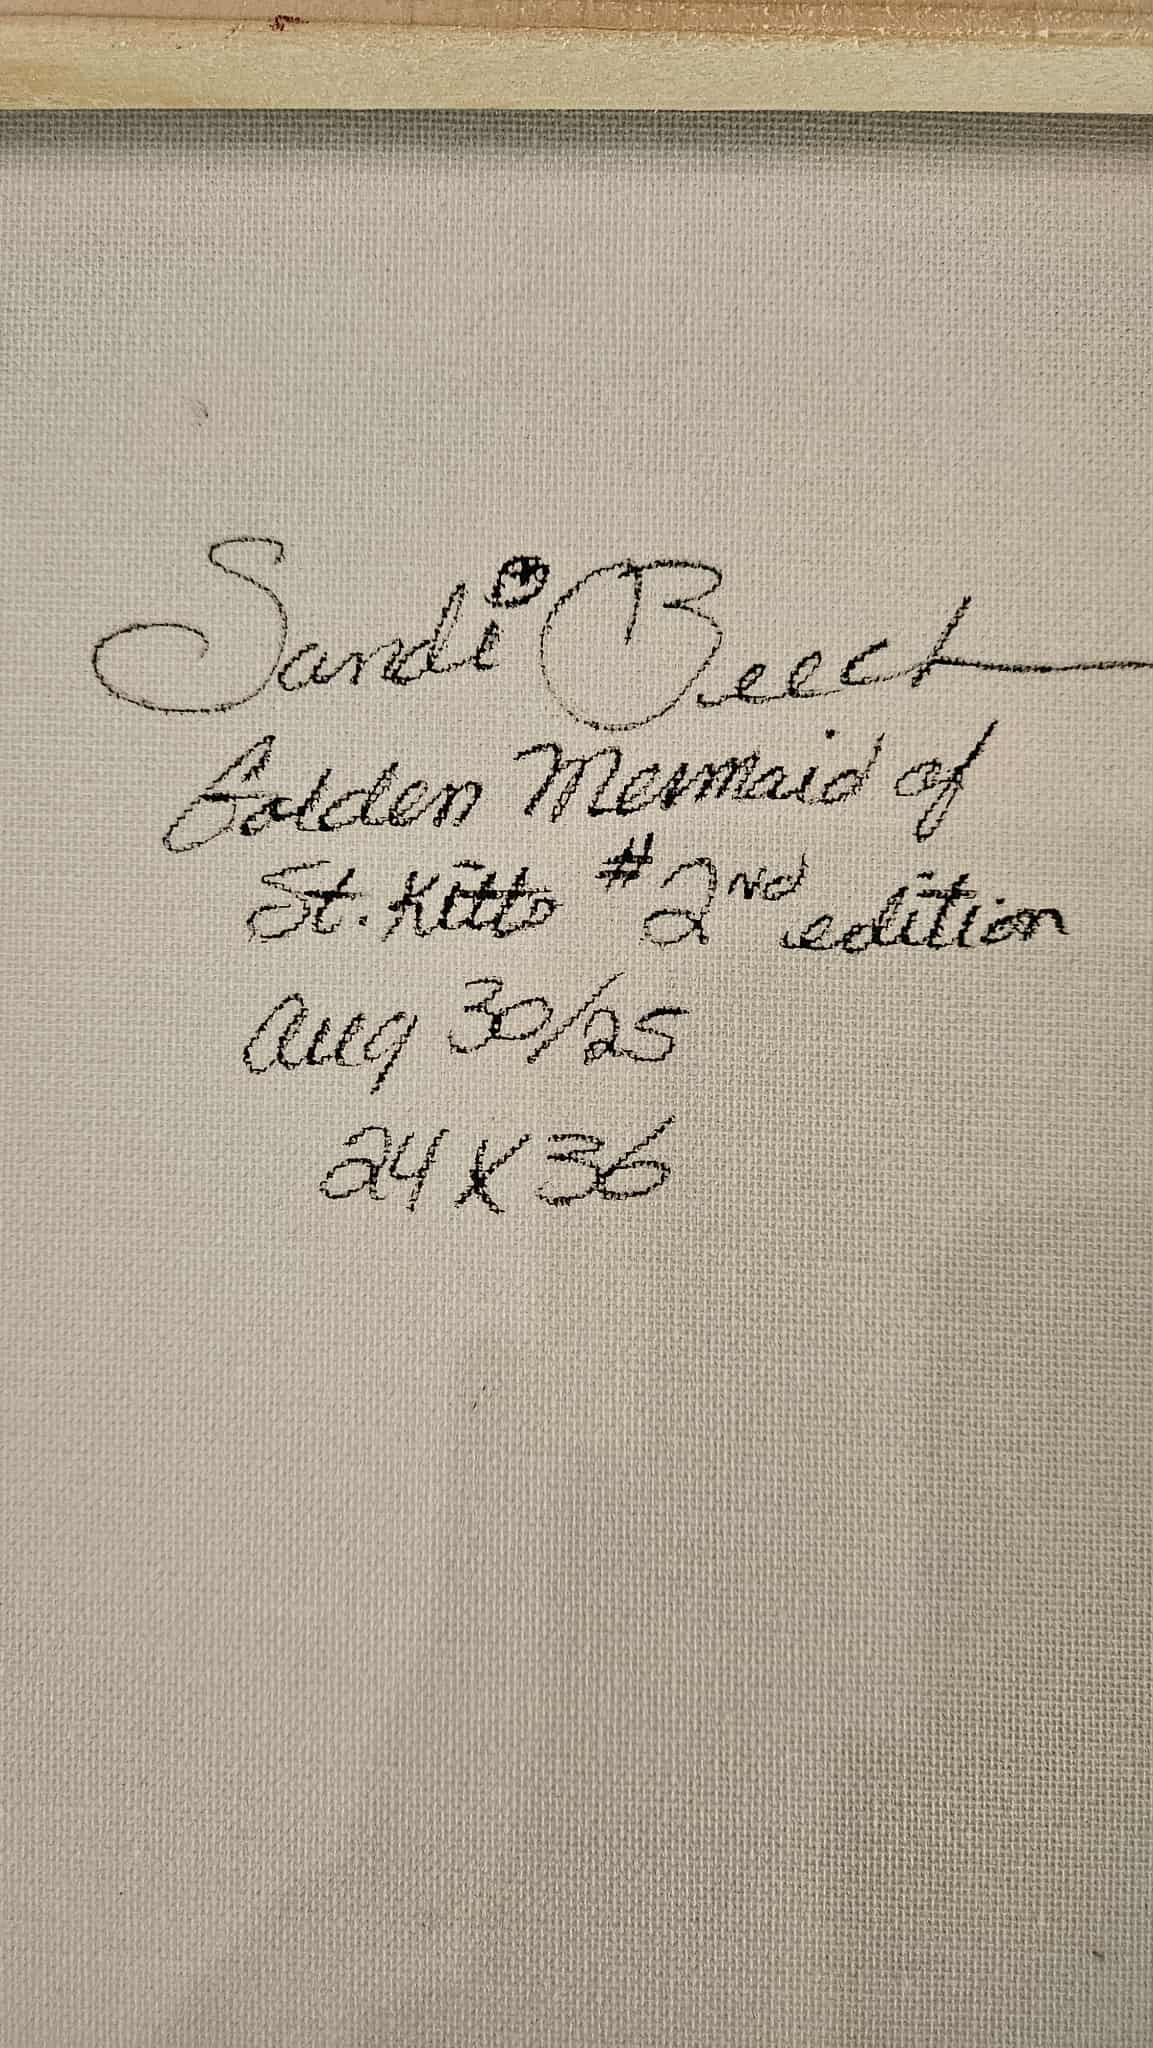 Sandi Beech
Golden Mermaid of
St. Kitts #2nd edition
Aug 30/25
24 x 36